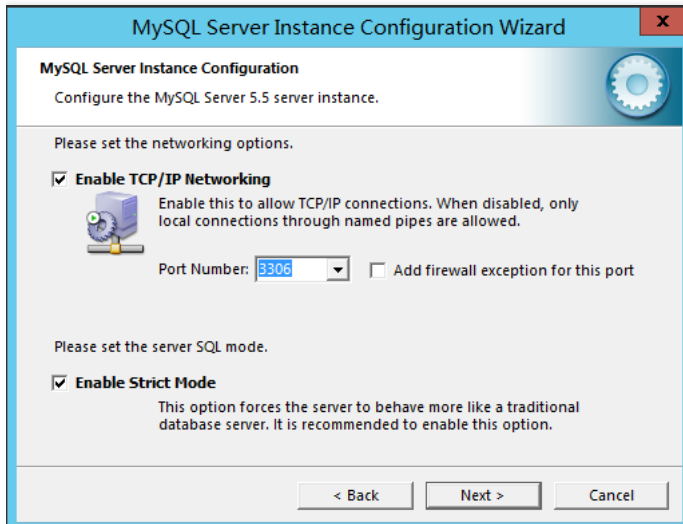 MySQL Server Instance Configuration Wizard
x
MySQL Server Instance Configuration
Configure the MySQL Server 5.5 server instance.
Please set the networking options.
Enable TCP/IP Networking
Enable this to allow TCP/IP connections. When disabled, only
local connections through named pipes are allowed.
Port Number: 3306 Add firewall exception for this port
Please set the server SQL mode.
Enable Strict Mode
This option forces the server to behave more like a traditional
database server. It is recommended to enable this option.
< Back Next > Cancel